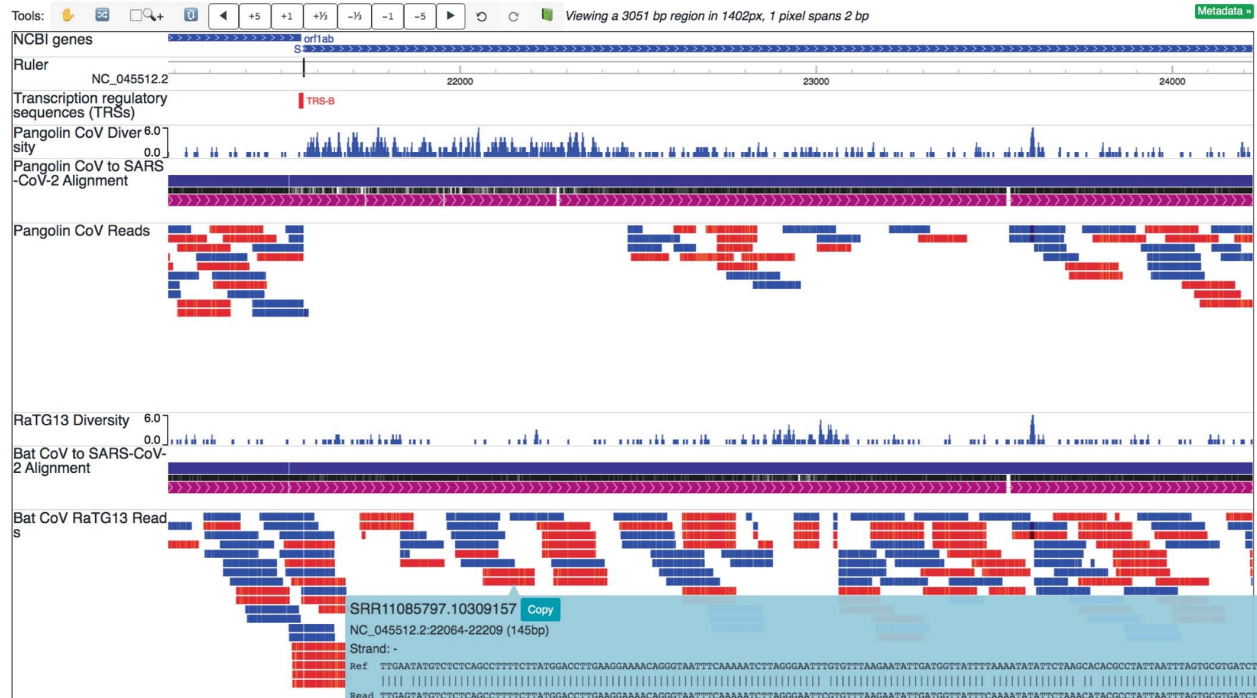 Tools: +5 +1 +⅓ -⅓ -1 -5 Viewing a 3051 bp region in 1402px, 1 pixel spans 2 bp Metadata »
NCBI genes
orf1ab
S
Ruler
NC_045512.2
22000 23000 24000
Transcription regulatory
sequences (TRSs)
TRS-B
Pangolin CoV Diver
sity
6.0
0.0
Pangolin CoV to SARS
-CoV-2 Alignment
Pangolin CoV Reads
RaTG13 Diversity
6.0
0.0
Bat CoV to SARS-CoV-
2 Alignment
Bat CoV RaTG13 Read
s
SRR11085797.10309157 Copy
NC_045512.2:22064-22209 (145bp)
Strand: -
Ref
Read